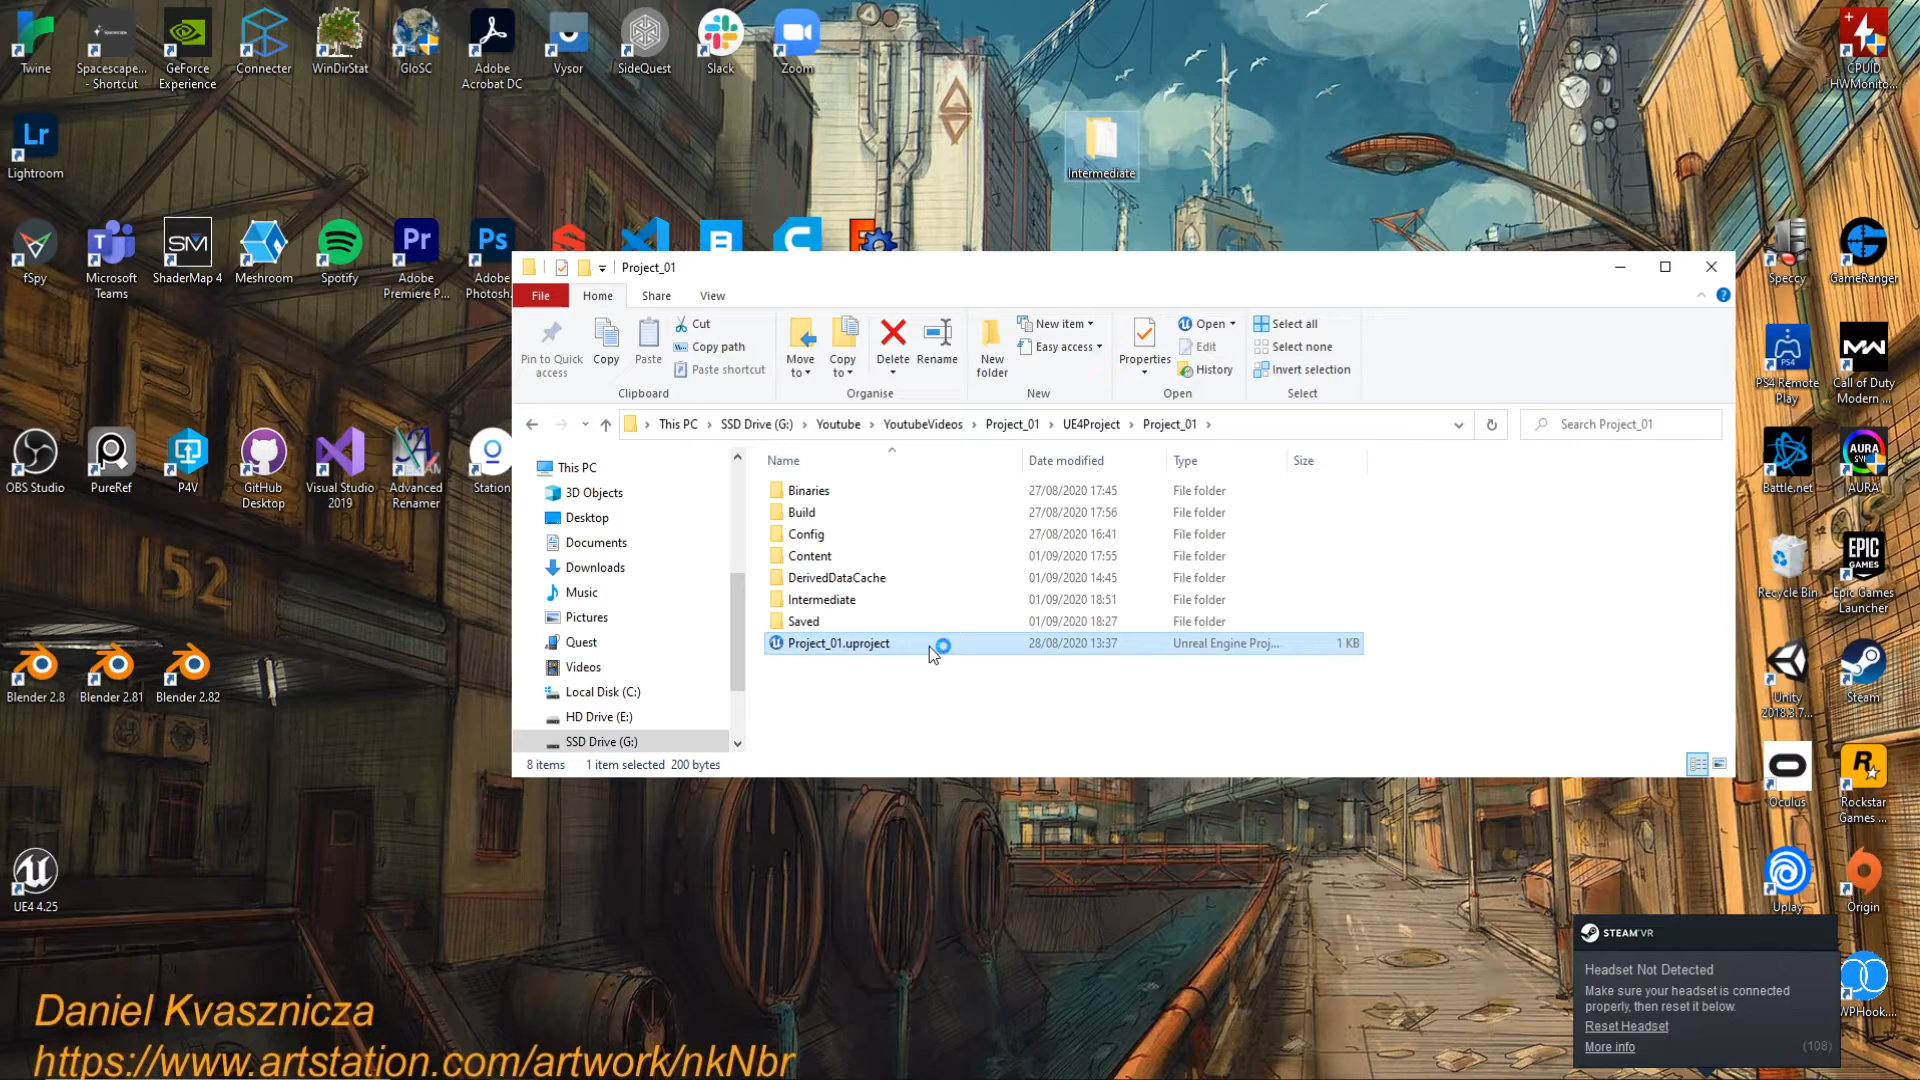 Twine
Spacescape...
- Shortcut
GeForce
Experience
Connecter
WinDirStat
GloSC
Adobe
Acrobat DC
Vysor
SideQuest
Slack
Zoom
CPUID
HWMonito...
Lr
Lightroom
Intermediate
fSpy
Microsoft
Teams
SM
ShaderMap 4
Meshroom
Spotify
Pr
Adobe
Premiere P...
Ps
Adobe
Photosh...
Speccy
GameRanger
Project_01
File
Home
Share
View
Pin to Quick
access
Copy
Paste
Cut
Copy path
Paste shortcut
Clipboard
Move
to
Copy
to
Delete
Rename
Organise
New
folder
New item
Easy access
New
Properties
Open
Edit
History
Open
Select all
Select none
Invert selection
Select
This PC
SSD Drive (G:)
Youtube
YoutubeVideos
Project_01
UE4Project
Project_01
Search Project_01
This PC
3D Objects
Desktop
Documents
Downloads
Music
Pictures
Quest
Videos
Local Disk (C:)
HD Drive (E:)
SSD Drive (G:)
Name Date modified Type Size
Binaries 27/08/2020 17:45 File folder
Build 27/08/2020 17:56 File folder
Config 27/08/2020 16:41 File folder
Content 01/09/2020 17:55 File folder
DerivedDataCache 01/09/2020 14:45 File folder
Intermediate 01/09/2020 18:51 File folder
Saved 01/09/2020 18:27 File folder
Project_01.uproject 28/08/2020 13:37 Unreal Engine Proj... 1 KB
8 items 1 item selected 200 bytes
PS4
PS4 Remote
Play
MW
Call of Duty
Modern ...
OBS Studio
PureRef
P4V
GitHub
Desktop
Visual Studio
2019
Advanced
Renamer
Station
Battle.net
AURA
Recycle Bin
EPIC
GAMES
Epic Games
Launcher
152
Blender 2.8
Blender 2.81
Blender 2.82
Unity
2018.3.7...
Steam
Oculus
Rockstar
Games ...
UE4 4.25
Uplay
Origin
STEAM VR
Headset Not Detected
Make sure your headset is connected
properly, then reset it below.
Reset Headset
More info
(108)
WPHook....
Daniel Kvasznicza
https://www.artstation.com/artwork/nkNbr